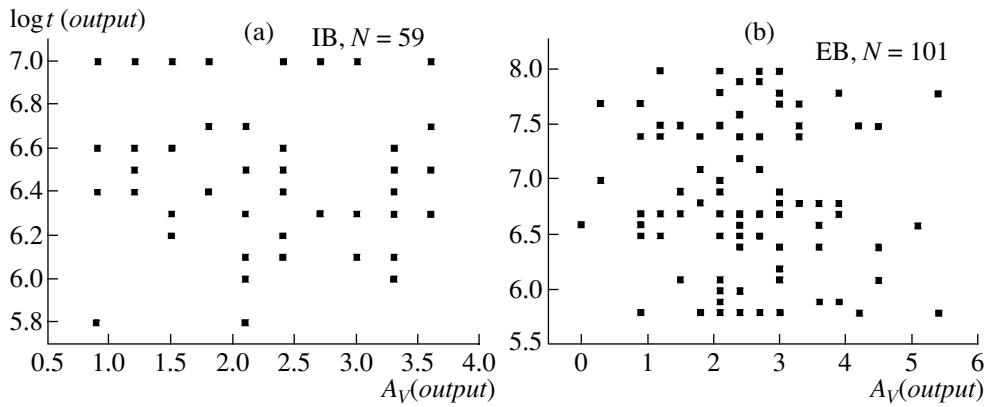 log t (output)
(a)
IB, N = 59
7.0
6.8
6.6
6.4
6.2
6.0
5.8
0.5 1.0 1.5 2.0 2.5 3.0 3.5 4.0
A_V(output)
(b)
EB, N = 101
8.0
7.5
7.0
6.5
6.0
5.5
0 1 2 3 4 5 6
A_V(output)